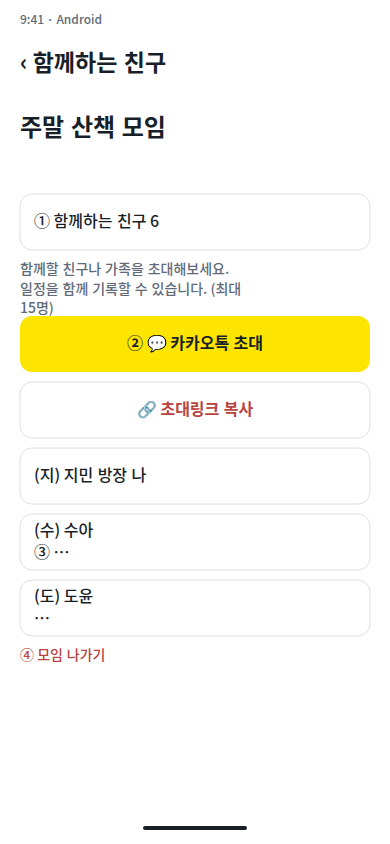 9:41 · Android
‹ 함께하는 친구
주말 산책 모임
① 함께하는 친구 6
함께할 친구나 가족을 초대해보세요.
일정을 함께 기록할 수 있습니다. (최대
15명)
② 💬 카카오톡 초대
🔗 초대링크 복사
(지) 지민 방장 나
(수) 수아
③ ···
(도) 도윤
···
④ 모임 나가기